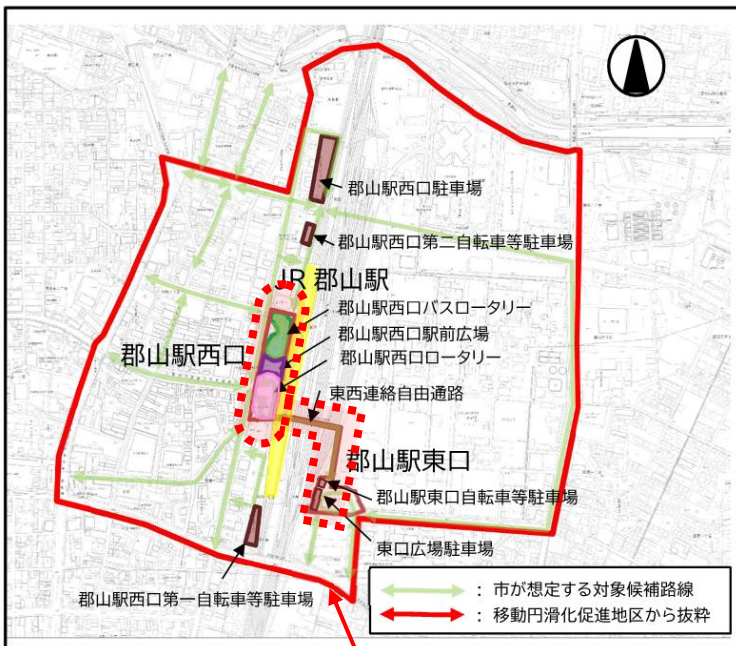 郡山駅西口駐車場
郡山駅西口第二自転車等駐車場
JR 郡山駅
郡山駅西口バスロータリー
郡山駅西口
郡山駅西口駅前広場
郡山駅西口ロータリー
東西連絡自由通路
郡山駅東口
郡山駅東口自転車等駐車場
東口広場駐車場
郡山駅西口第一自転車等駐車場
： 市が想定する対象候補路線
： 移動円滑化促進地区から抜粋